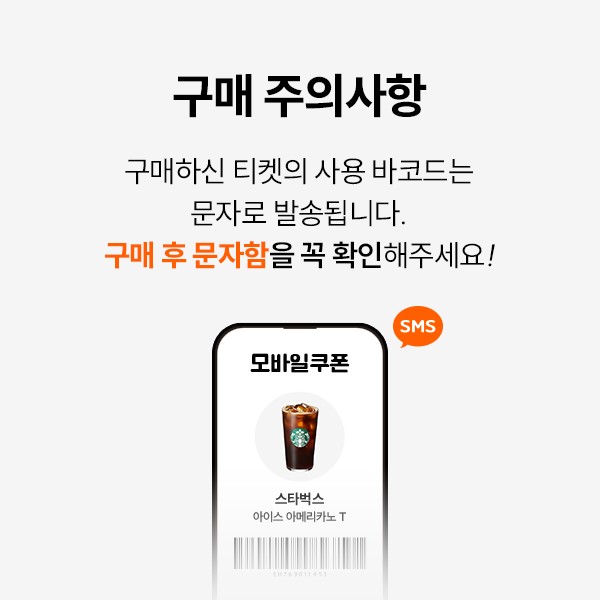 구매 주의사항
구매하신 티켓의 사용 바코드는
문자로 발송됩니다.
구매 후 문자함을 꼭 확인해주세요!
SMS
모바일쿠폰
스타벅스
아이스 아메리카노 T